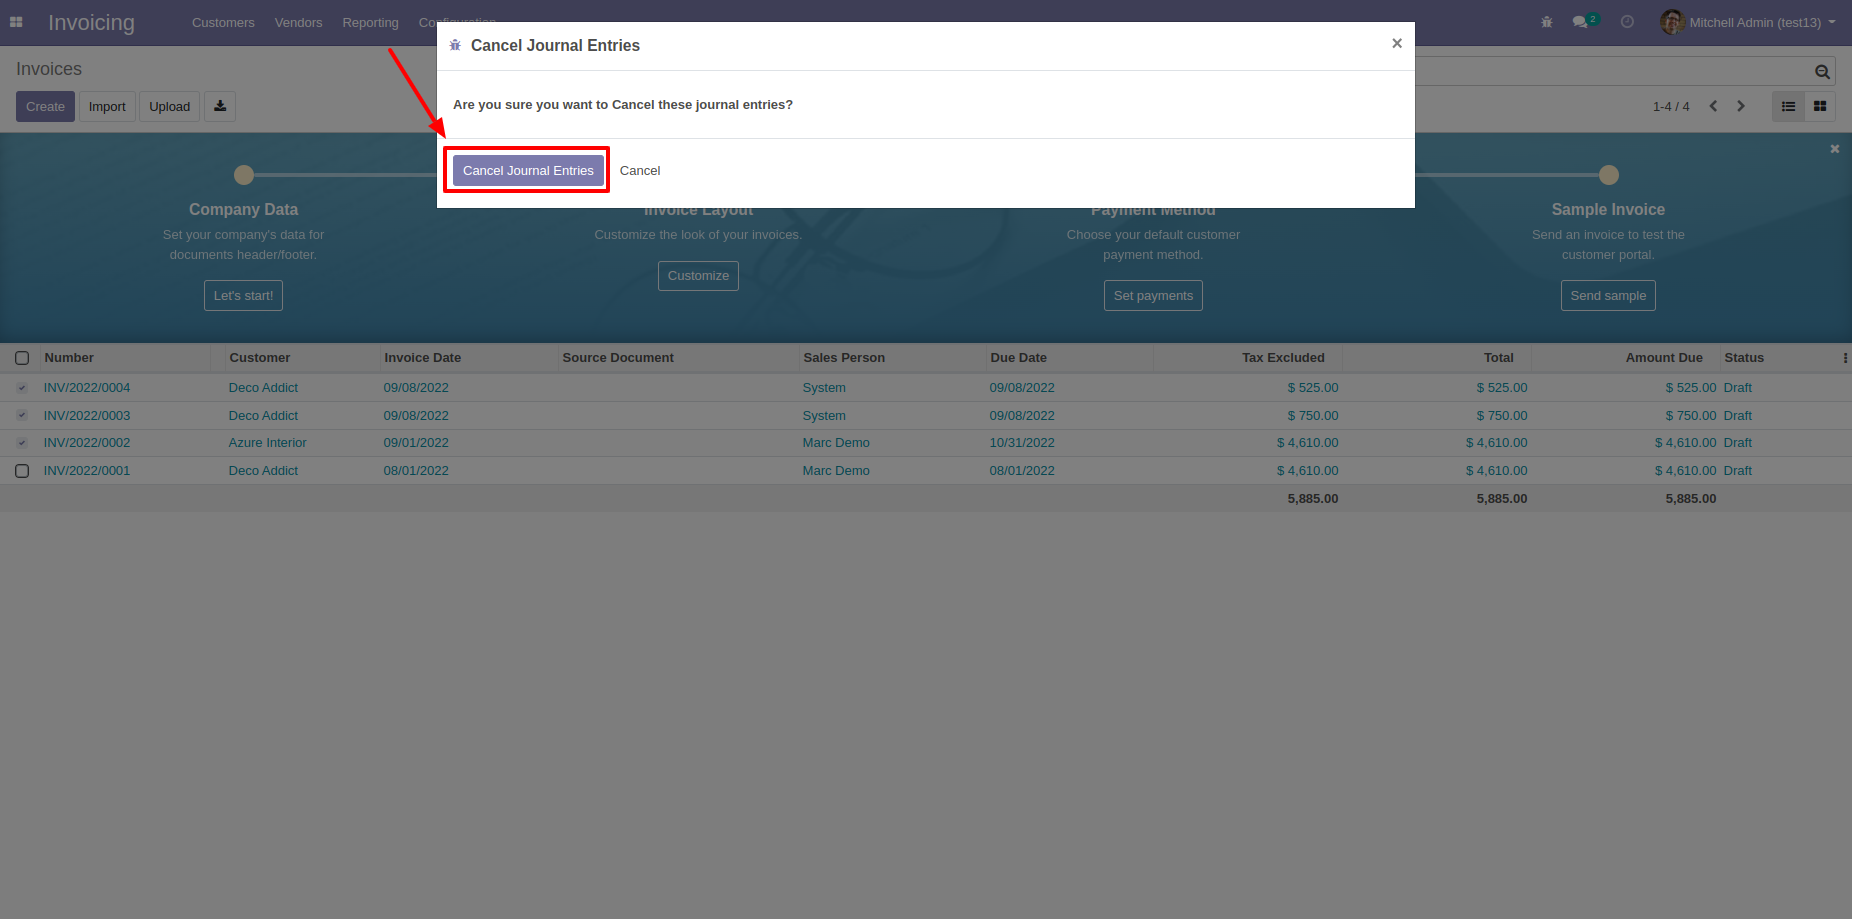 Invoicing Customers Vendors Reporting Configuration 2 Mitchell Admin (test13)
Cancel Journal Entries ×
Invoices
Are you sure you want to Cancel these journal entries?
Create Import Upload 1-4 / 4
Cancel Journal Entries Cancel
Company Data
Set your company's data for
documents header/footer.
Let's start!
Invoice Layout
Customize the look of your invoices.
Customize
Payment Method
Choose your default customer
payment method.
Set payments
Sample Invoice
Send an invoice to test the
customer portal.
Send sample
Number Customer Invoice Date Source Document Sales Person Due Date Tax Excluded Total Amount Due Status
INV/2022/0004 Deco Addict 09/08/2022 System 09/08/2022 $ 525.00 $ 525.00 $ 525.00 Draft
INV/2022/0003 Deco Addict 09/08/2022 System 09/08/2022 $ 750.00 $ 750.00 $ 750.00 Draft
INV/2022/0002 Azure Interior 09/01/2022 Marc Demo 10/31/2022 $ 4,610.00 $ 4,610.00 $ 4,610.00 Draft
INV/2022/0001 Deco Addict 08/01/2022 Marc Demo 08/01/2022 $ 4,610.00 $ 4,610.00 $ 4,610.00 Draft
5,885.00 5,885.00 5,885.00